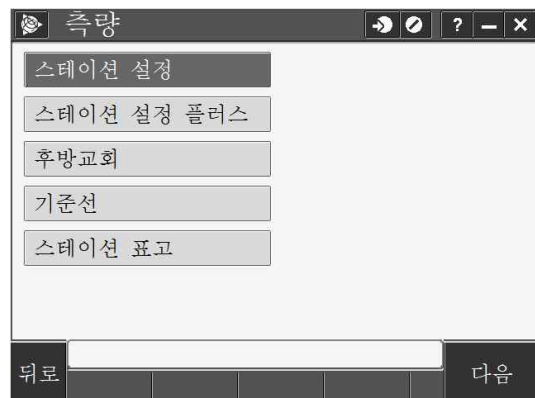 측량
?
스테이션 설정
스테이션 설정 플러스
후방교회
기준선
스테이션 표고
뒤로
다음